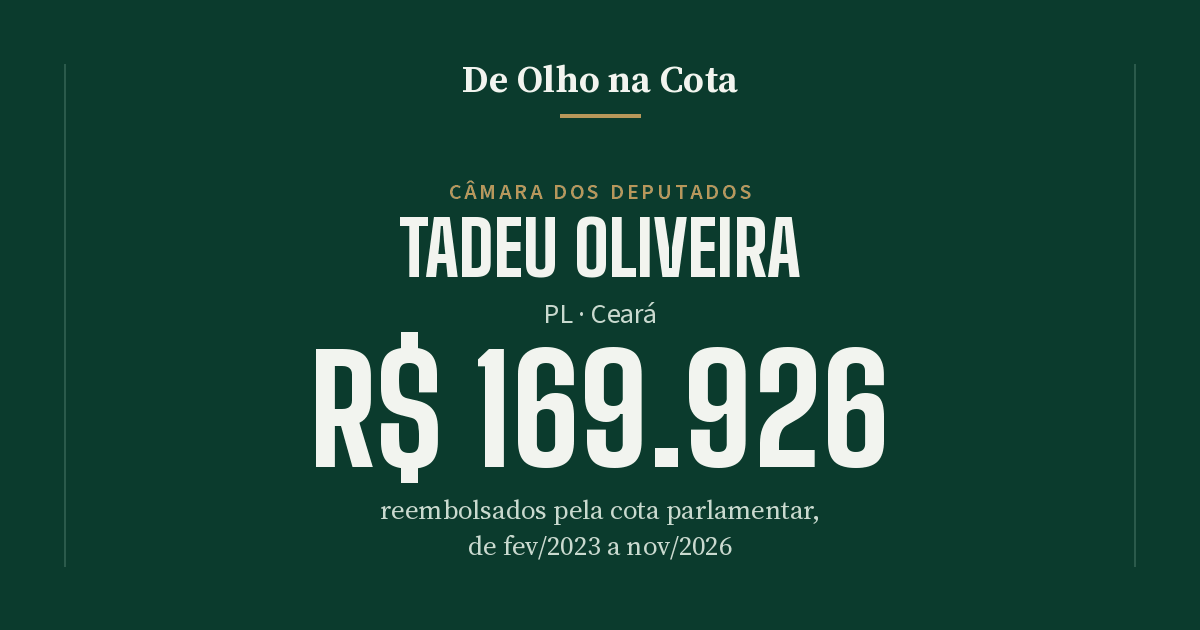 De Olho na Cota
CÂMARA DOS DEPUTADOS
TADEU OLIVEIRA
PL · Ceará
R$ 169.926
reembolsados pela cota parlamentar,
de fev/2023 a nov/2026